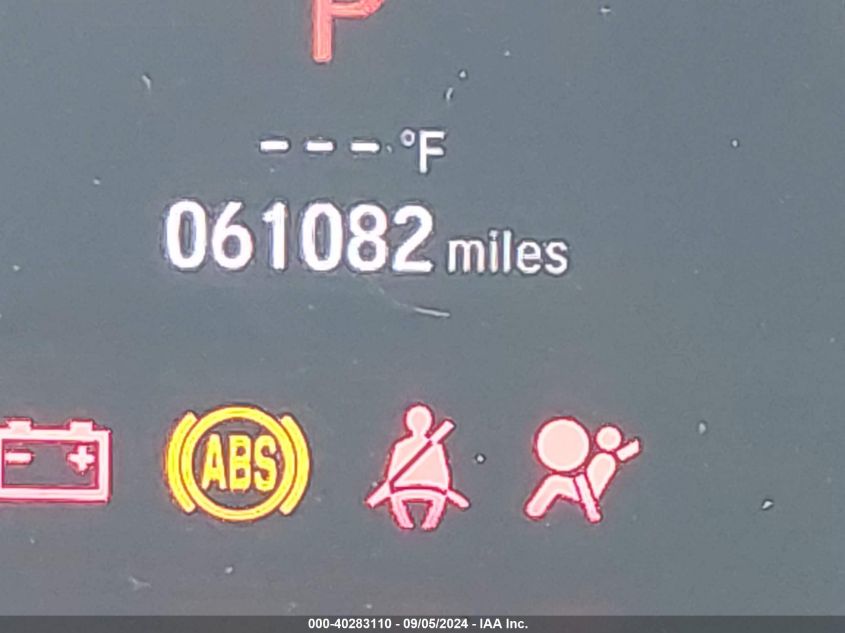 P
--- °F
061082 miles
- +
ABS
000-40283110 - 09/05/2024 - IAA Inc.